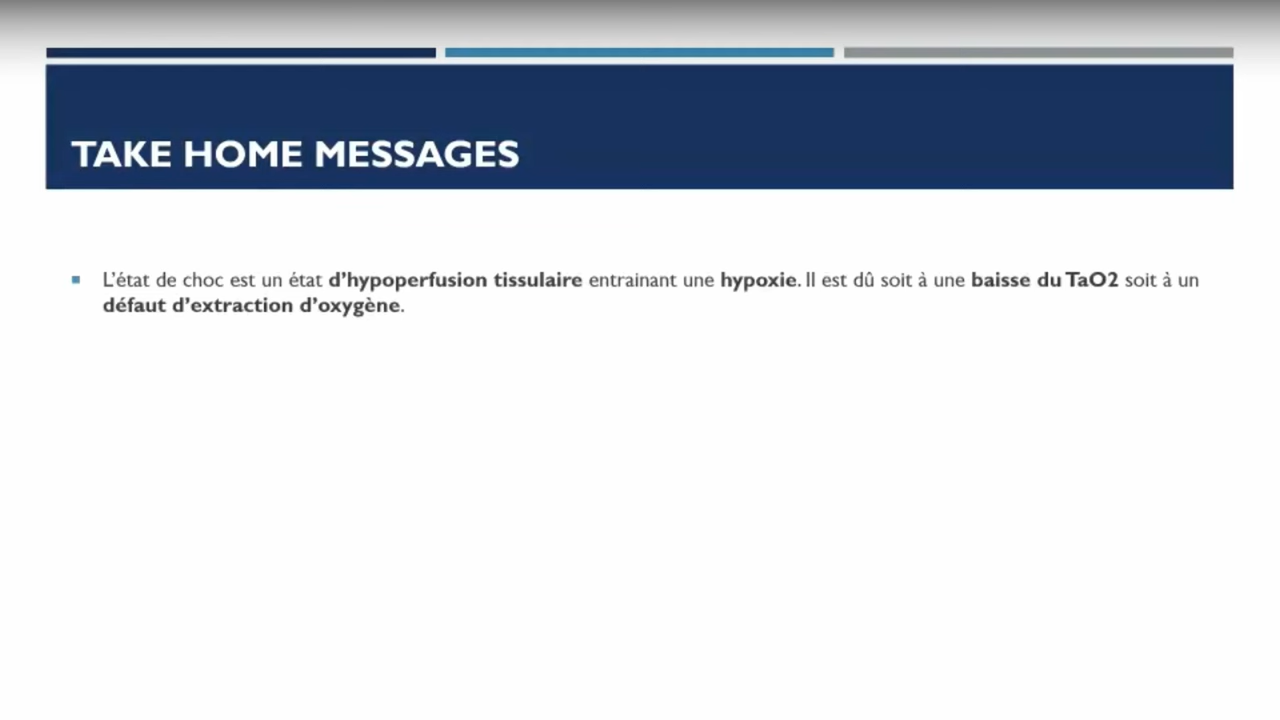 TAKE HOME MESSAGES
L’état de choc est un état d’hypoperfusion tissulaire entrainant une hypoxie. Il est dû soit à une baisse du TaO2 soit à un
défaut d’extraction d’oxygène.